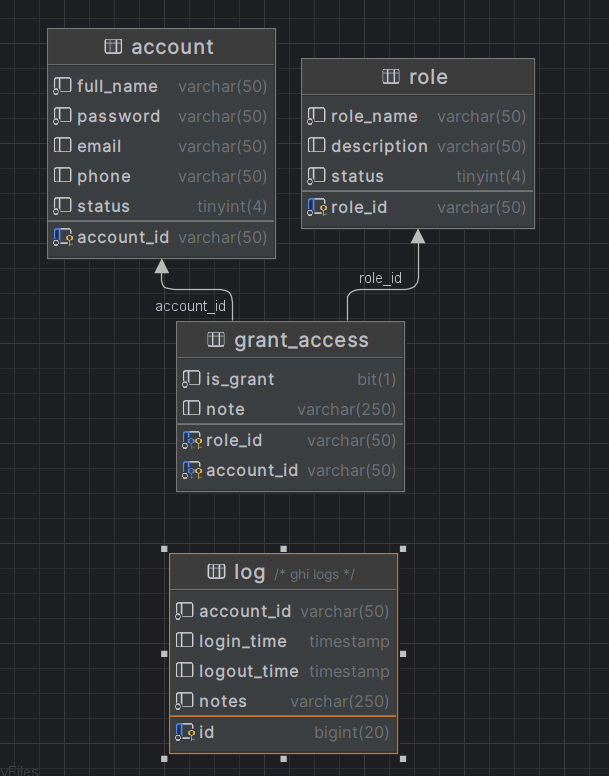 account
full_name varchar(50)
password varchar(50)
email varchar(50)
phone varchar(50)
status tinyint(4)
account_id varchar(50)
role
role_name varchar(50)
description varchar(50)
status tinyint(4)
role_id varchar(50)
account_id
role_id
grant_access
is_grant bit(1)
note varchar(250)
role_id varchar(50)
account_id varchar(50)
log /* ghi logs */
account_id varchar(50)
login_time timestamp
logout_time timestamp
notes varchar(250)
id bigint(20)